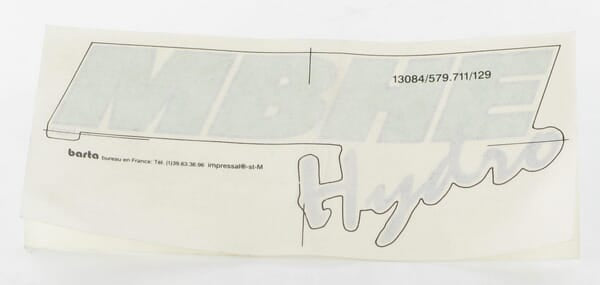 MBHE
13084/579.711/129
barta bureau en France: Tél. (1)39.63.36.96 impressal®-st-M
Hydro